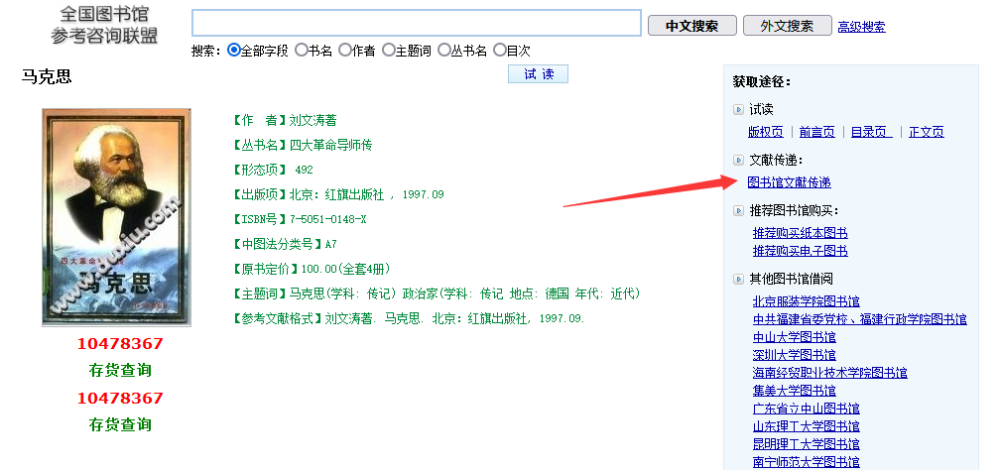 全国图书馆
参考咨询联盟
中文搜索
外文搜索
高级搜索
搜索: 全部字段 书名 作者 主题词 丛书名 目次
马克思
试 读
四大革命导师传
马克思
www.duxiu.com
10478367
存货查询
10478367
存货查询
【作 者】刘文涛著
【丛书名】四大革命导师传
【形态项】 492
【出版项】北京：红旗出版社 , 1997.09
【ISBN号】7-5051-0148-X
【中图法分类号】A7
【原书定价】100.00(全套4册)
【主题词】马克思(学科: 传记) 政治家(学科: 传记 地点: 德国 年代: 近代)
【参考文献格式】刘文涛著. 马克思. 北京：红旗出版社, 1997.09.
获取途径：
试读
版权页 | 前言页 | 目录页 | 正文页
文献传递：
图书馆文献传递
推荐图书馆购买：
推荐购买纸本图书
推荐购买电子图书
其他图书馆借阅
北京服装学院图书馆
中共福建省委党校、福建行政学院图书馆
中山大学图书馆
深圳大学图书馆
海南经贸职业技术学院图书馆
集美大学图书馆
广东省立中山图书馆
山东理工大学图书馆
昆明理工大学图书馆
南宁师范大学图书馆